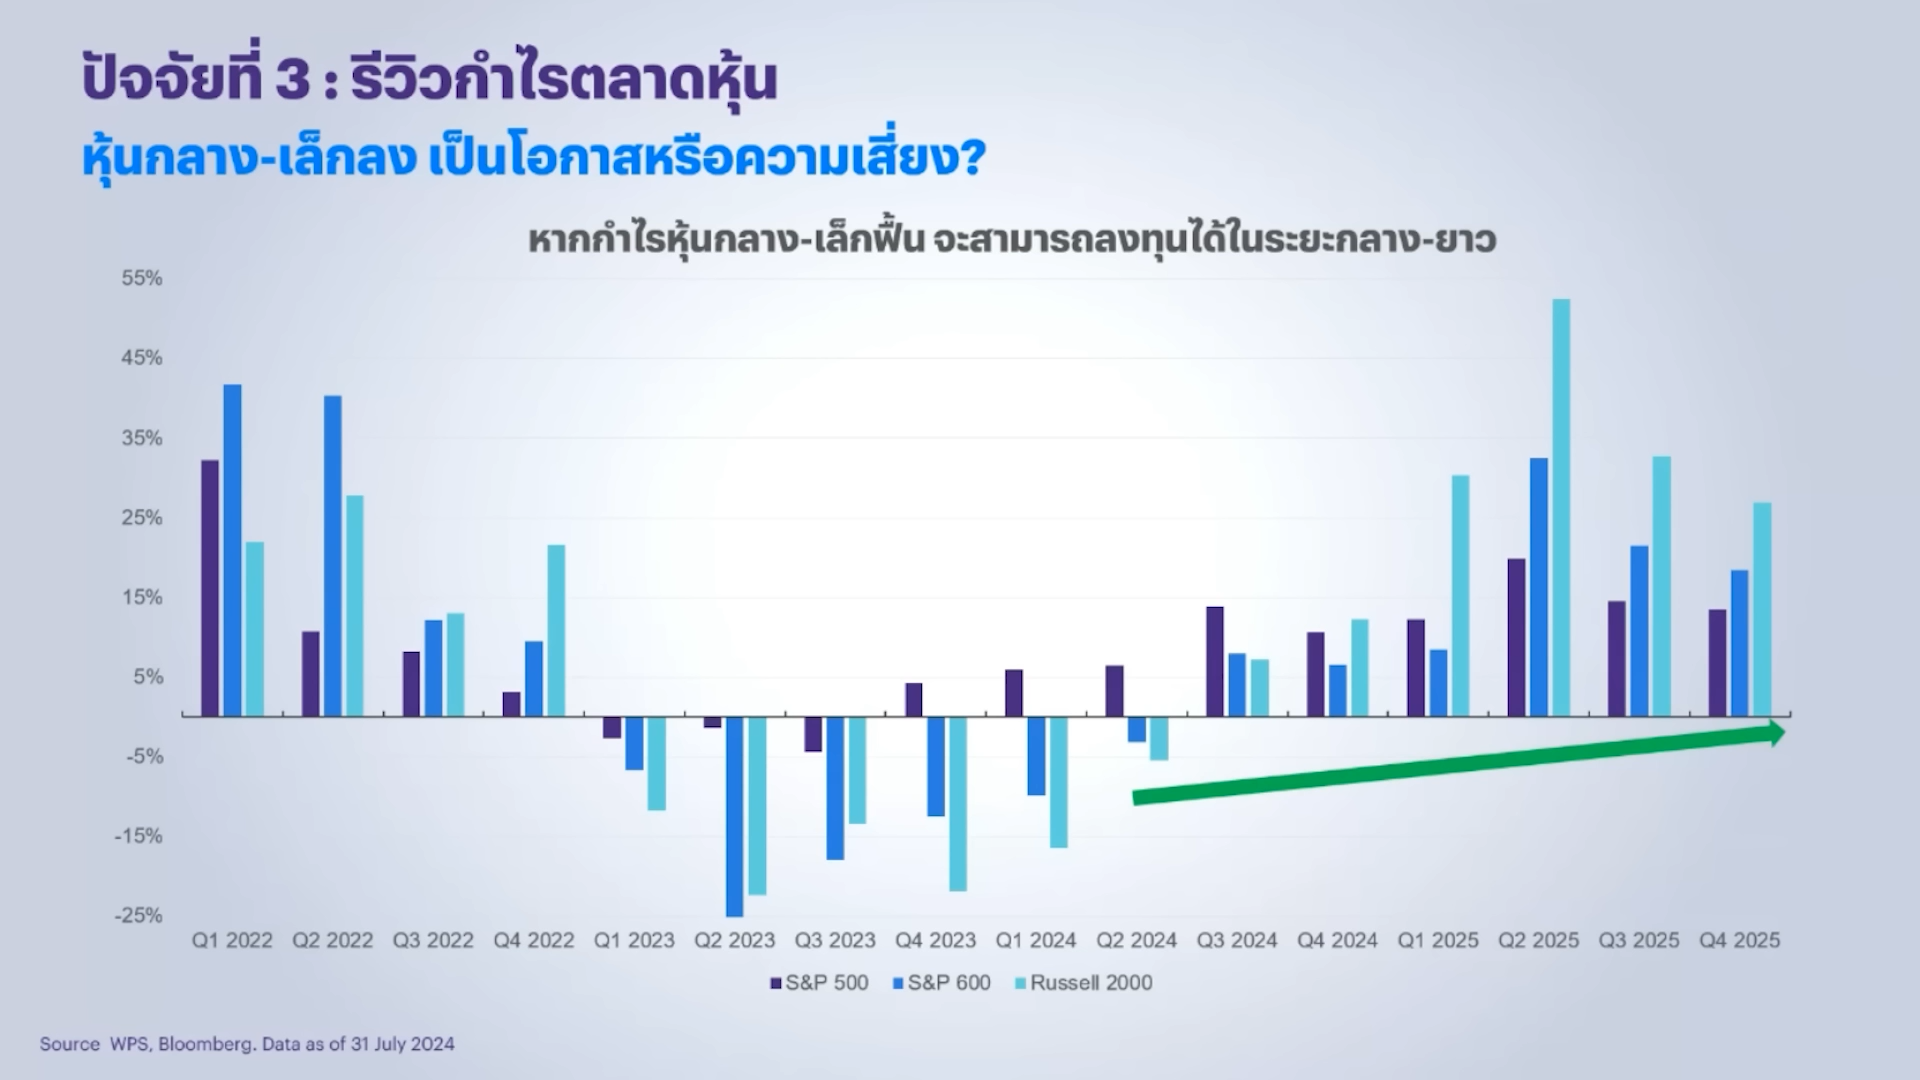 ปัจจัยที่ 3 : รีวิวกำไรตลาดหุ้น
หุ้นกลาง-เล็กลง เป็นโอกาสหรือความเสี่ยง?
หากกำไรหุ้นกลาง-เล็กฟื้น จะสามารถลงทุนได้ในระยะกลาง-ยาว
55%
45%
35%
25%
15%
5%
-5%
-15%
-25%
Q1 2022 Q2 2022 Q3 2022 Q4 2022 Q1 2023 Q2 2023 Q3 2023 Q4 2023 Q1 2024 Q2 2024 Q3 2024 Q4 2024 Q1 2025 Q2 2025 Q3 2025 Q4 2025
S&P 500 S&P 600 Russell 2000
Source WPS, Bloomberg. Data as of 31 July 2024